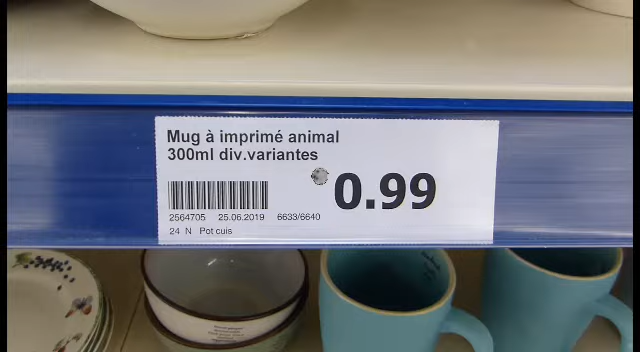 Mug à imprimé animal
300ml div.variantes
0.99
2564705 25.06.2019 6633/6640
24 N Pot cuis